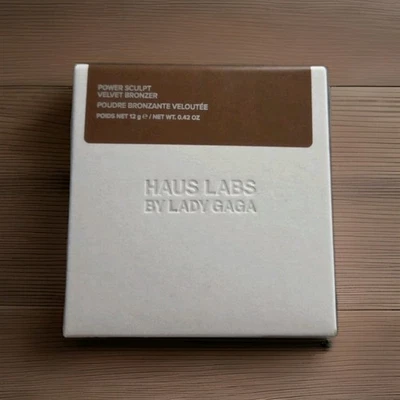 POWER SCULPT
VELVET BRONZER
POUDRE BRONZANTE VELOUTÉE
POIDS NET 12 g ℮ / NET WT. 0.42 OZ
HAUS LABS
BY LADY GAGA